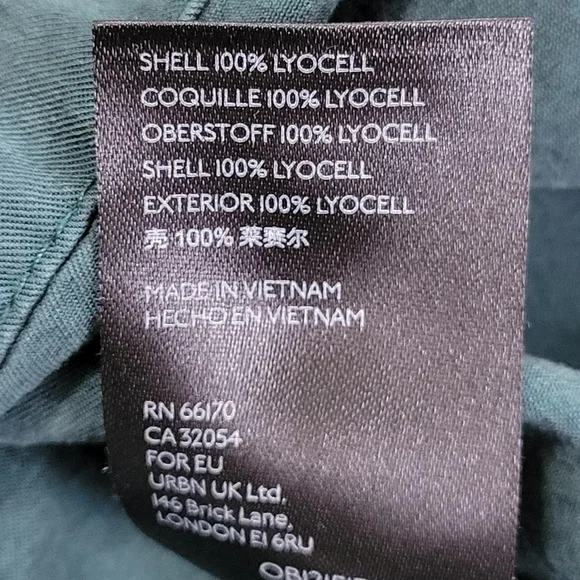 SHELL 100% LYOCELL
COQUILLE 100% LYOCELL
OBERSTOFF 100% LYOCELL
SHELL 100% LYOCELL
EXTERIOR 100% LYOCELL
壳 100% 莱赛尔
MADE IN VIETNAM
HECHO EN VIETNAM
RN 66170
CA 32054
FOR EU
URBN UK Ltd,
146 Brick Lane,
LONDON E1 6RU